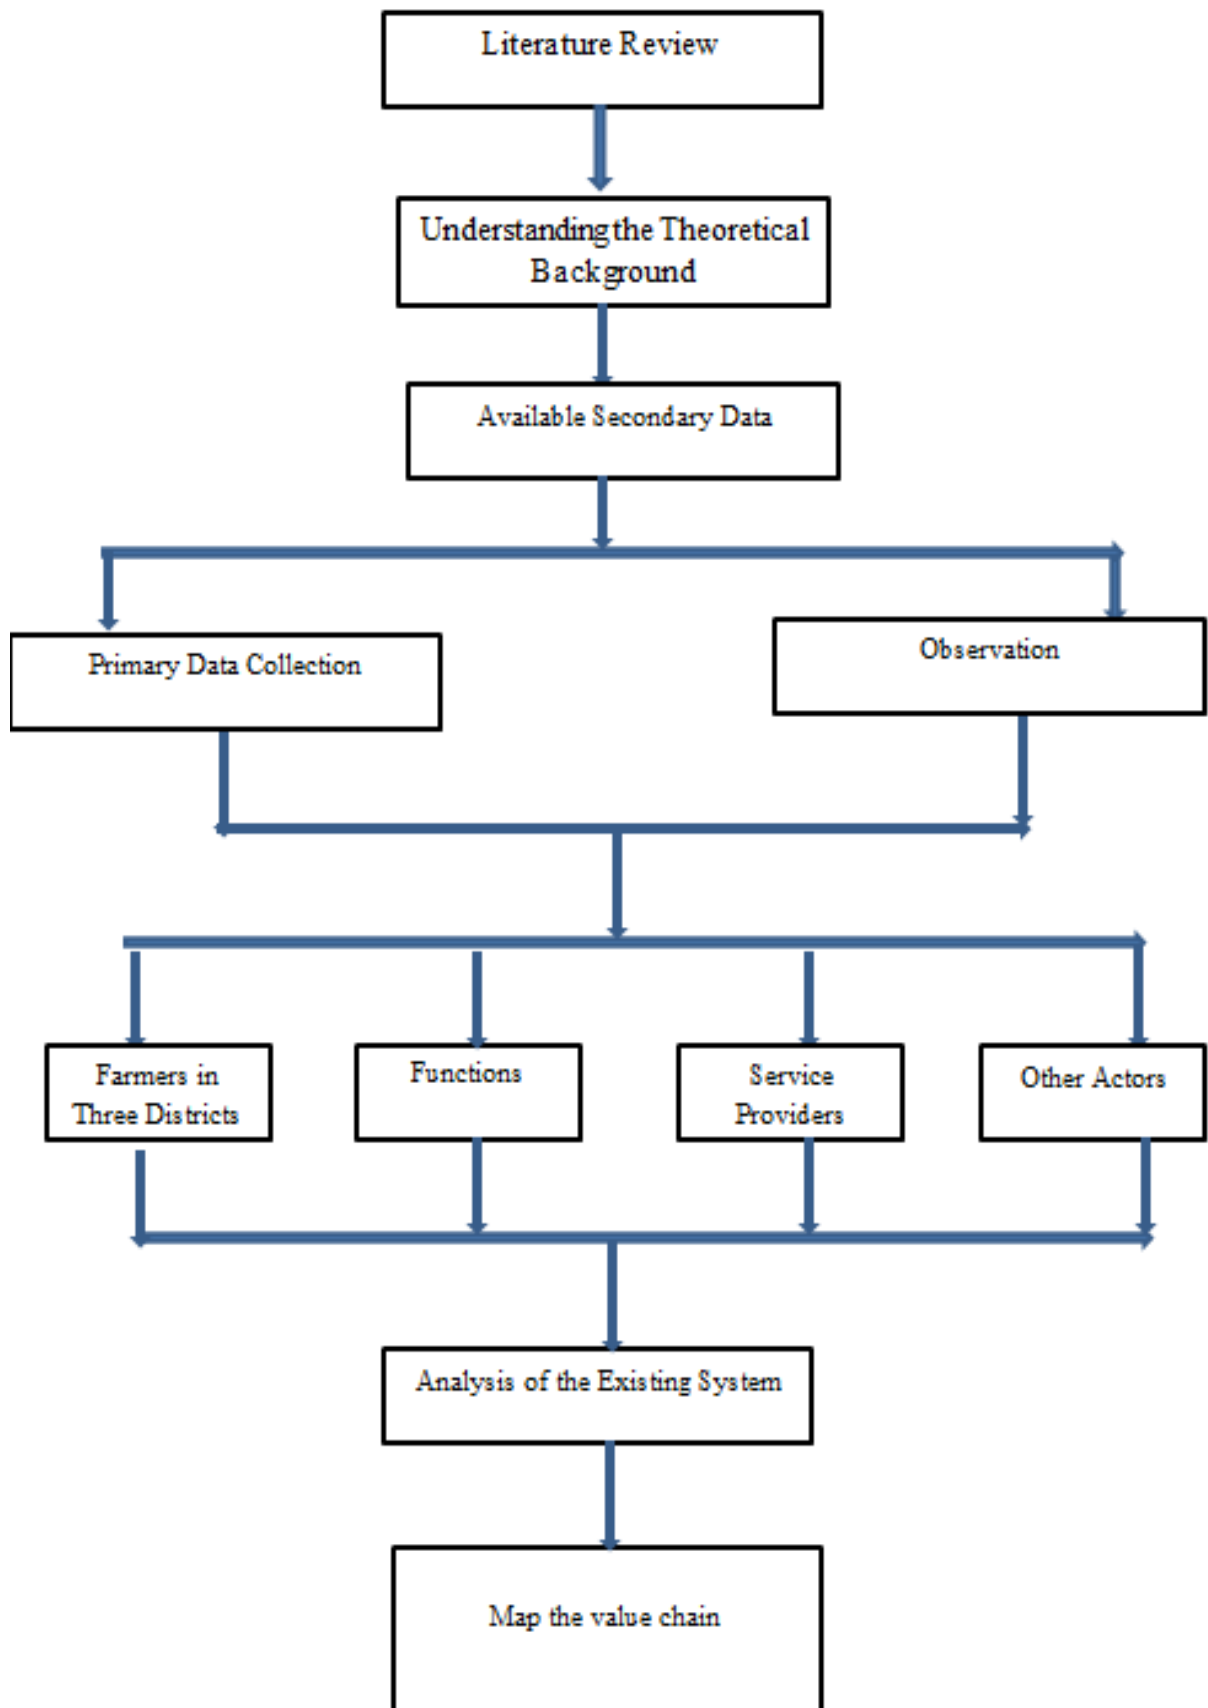 Literature Review
Understanding the Theoretical
Background
Available Secondary Data
Primary Data Collection
Observation
Farmers in
Three Districts
Functions
Service
Providers
Other Actors
Analysis of the Existing System
Map the value chain